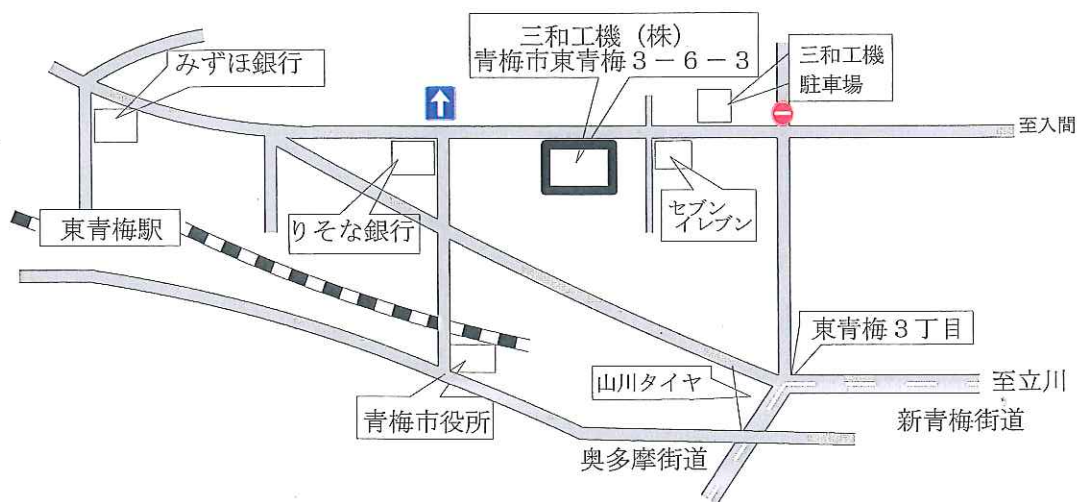 三和工機（株）
青梅市東青梅３－６－３
みずほ銀行
三和工機
駐車場
至入間
セブン
イレブン
りそな銀行
東青梅駅
東青梅３丁目
山川タイヤ
至立川
青梅市役所
新青梅街道
奥多摩街道